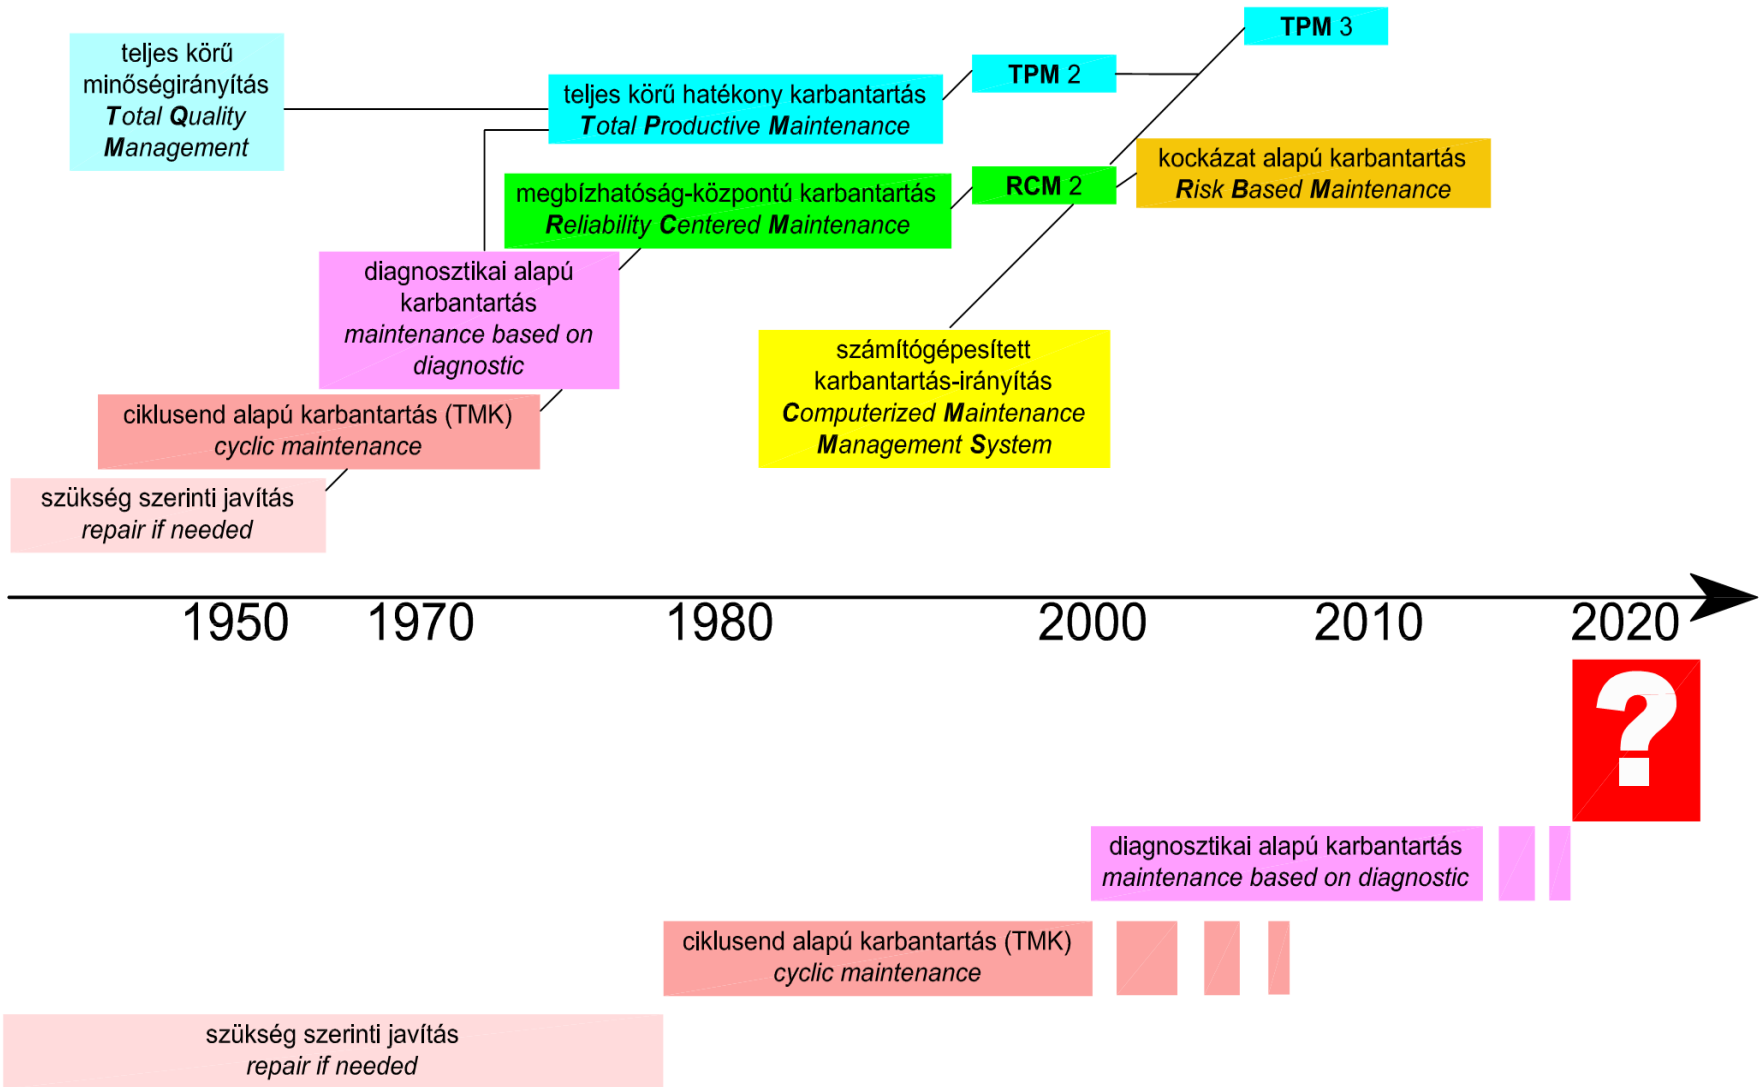 teljes körű
minőségirányítás
Total Quality
Management
teljes körű hatékony karbantartás
Total Productive Maintenance
TPM 2
TPM 3
megbízhatóság-központú karbantartás
Reliability Centered Maintenance
RCM 2
kockázat alapú karbantartás
Risk Based Maintenance
diagnosztikai alapú
karbantartás
maintenance based on
diagnostic
számítógépesített
karbantartás-irányítás
Computerized Maintenance
Management System
ciklusend alapú karbantartás (TMK)
cyclic maintenance
szükség szerinti javítás
repair if needed
1950 1970 1980 2000 2010 2020
?
diagnosztikai alapú karbantartás
maintenance based on diagnostic
ciklusend alapú karbantartás (TMK)
cyclic maintenance
szükség szerinti javítás
repair if needed